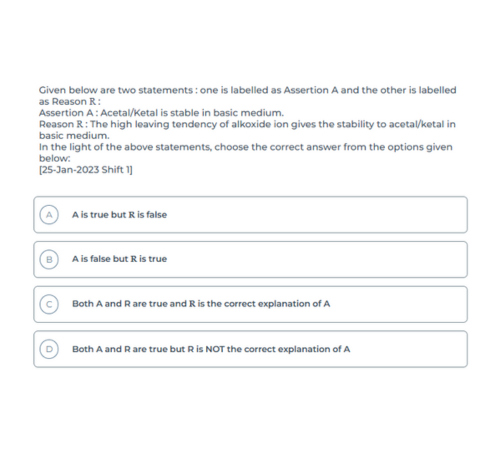 Given below are two statements : one is labelled as Assertion A and the other is labelled
as Reason R :
Assertion A : Acetal/Ketal is stable in basic medium.
Reason R : The high leaving tendency of alkoxide ion gives the stability to acetal/ketal in
basic medium.
In the light of the above statements, choose the correct answer from the options given
below:
[25-Jan-2023 Shift 1]
A A is true but R is false
B A is false but R is true
C Both A and R are true and R is the correct explanation of A
D Both A and R are true but R is NOT the correct explanation of A